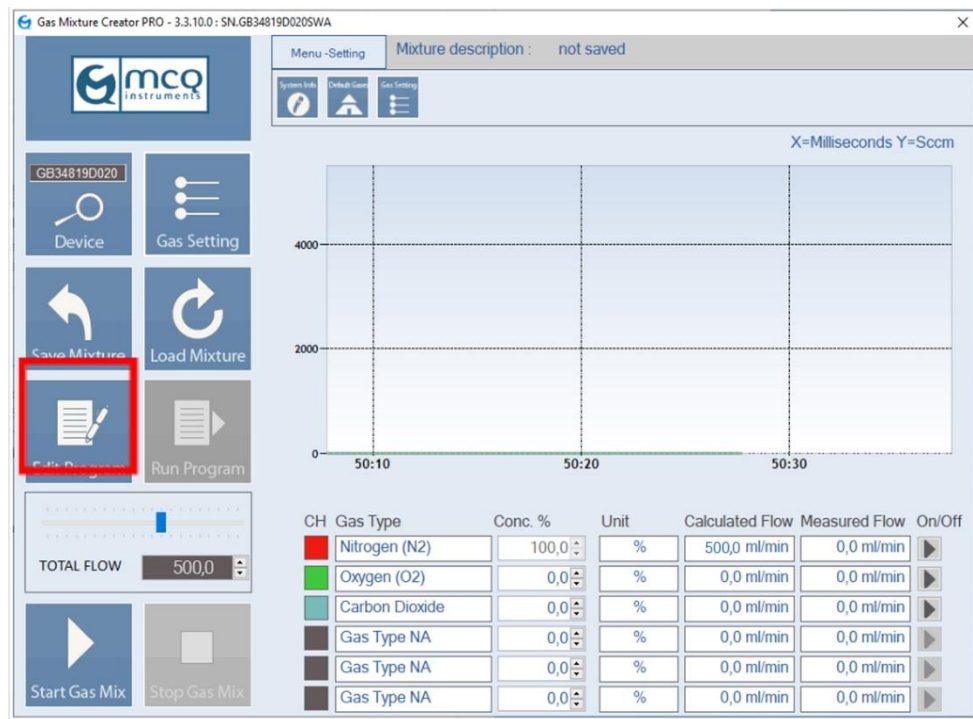 Gas Mixture Creator PRO - 3.3.10.0 : SN.GB34819D020SWA
mcq
instruments
Menu -Setting
Mixture description : not saved
System Info
Default Gases
Gas Setting
X=Milliseconds Y=Sccm
GB34819D020
Device
Gas Setting
Save Mixture
Load Mixture
Edit Program
Run Program
4000
2000
0
50:10 50:20 50:30
TOTAL FLOW 500,0
Start Gas Mix
Stop Gas Mix
CH Gas Type Conc. % Unit Calculated Flow Measured Flow On/Off
Nitrogen (N2) 100,0 % 500,0 ml/min 0,0 ml/min
Oxygen (O2) 0,0 % 0,0 ml/min 0,0 ml/min
Carbon Dioxide 0,0 % 0,0 ml/min 0,0 ml/min
Gas Type NA 0,0 % 0,0 ml/min 0,0 ml/min
Gas Type NA 0,0 % 0,0 ml/min 0,0 ml/min
Gas Type NA 0,0 % 0,0 ml/min 0,0 ml/min